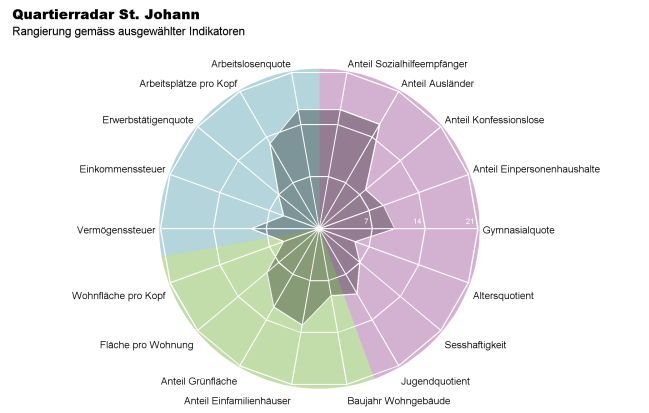 Quartierradar St. Johann
Rangierung gemäss ausgewählter Indikatoren
Arbeitslosenquote
Anteil Sozialhilfeempfänger
Arbeitsplätze pro Kopf
Anteil Ausländer
Erwerbstätigenquote
Anteil Konfessionslose
Einkommenssteuer
Anteil Einpersonenhaushalte
7 14 21
Vermögenssteuer
Gymnasialquote
Wohnfläche pro Kopf
Altersquotient
Fläche pro Wohnung
Sesshaftigkeit
Anteil Grünfläche
Jugendquotient
Anteil Einfamilienhäuser
Baujahr Wohngebäude